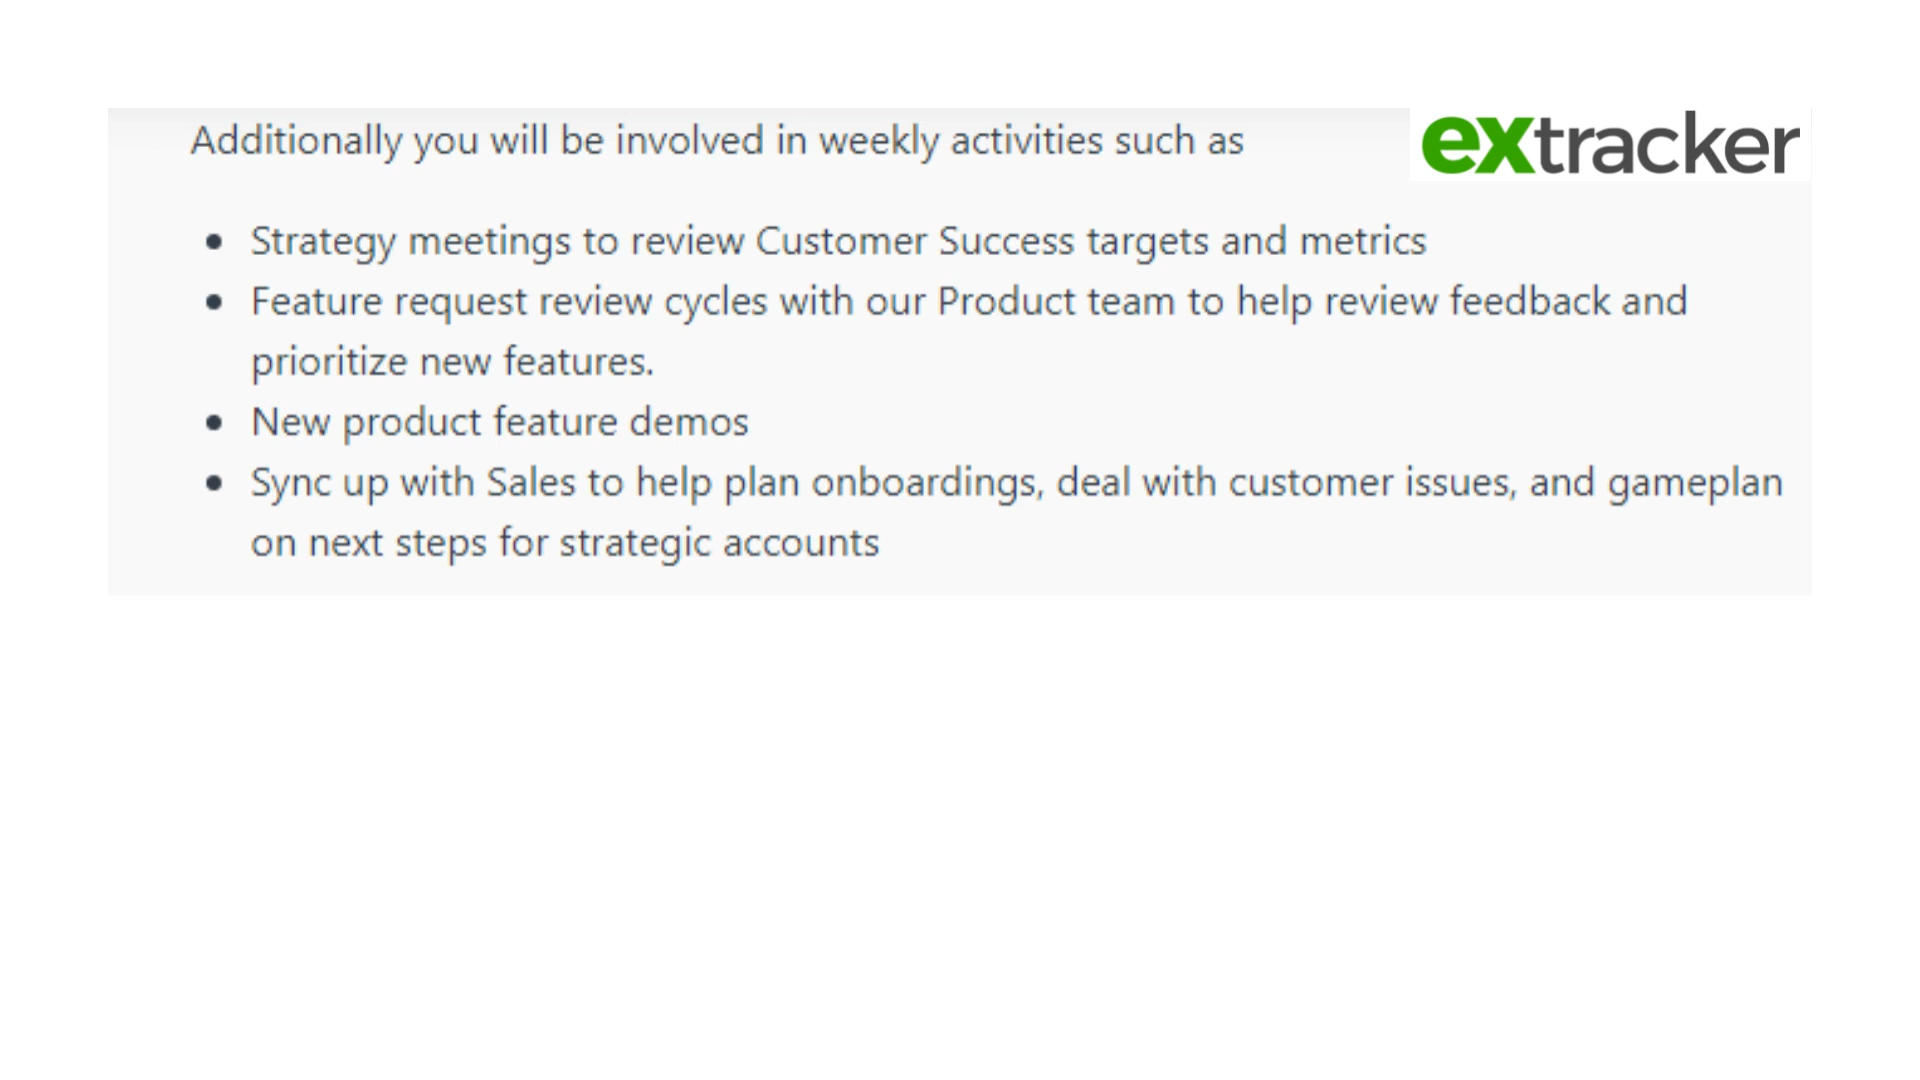 Additionally you will be involved in weekly activities such as
extracker
• Strategy meetings to review Customer Success targets and metrics
• Feature request review cycles with our Product team to help review feedback and
prioritize new features.
• New product feature demos
• Sync up with Sales to help plan onboardings, deal with customer issues, and gameplan
on next steps for strategic accounts